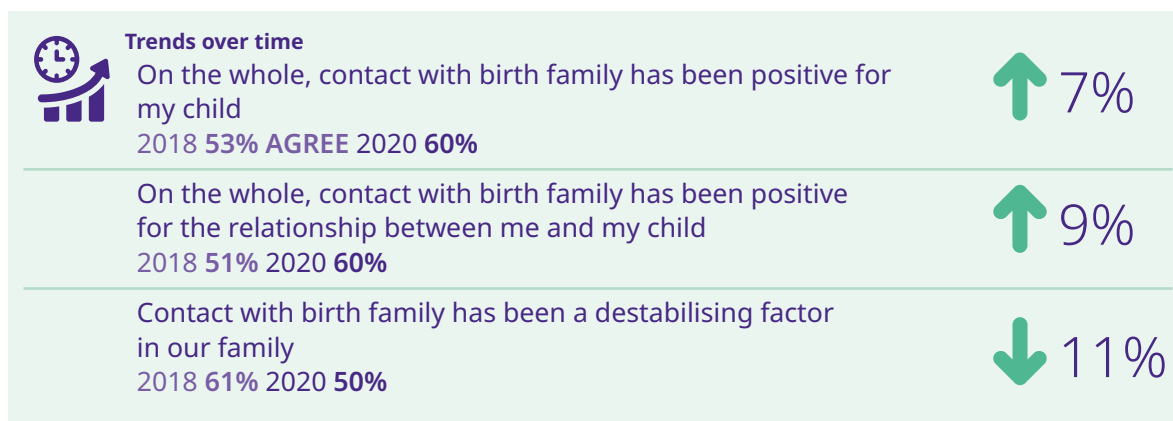 Trends over time
On the whole, contact with birth family has been positive for
my child
2018 53% AGREE 2020 60%
7%
On the whole, contact with birth family has been positive
for the relationship between me and my child
2018 51% 2020 60%
9%
Contact with birth family has been a destabilising factor
in our family
2018 61% 2020 50%
11%